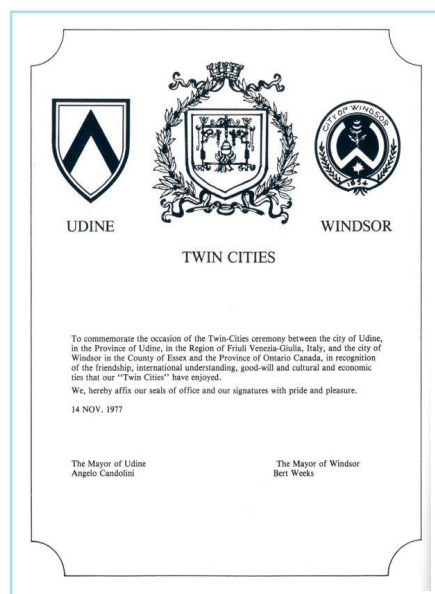 CITY OF WINDSOR
1854
UDINE
WINDSOR
TWIN CITIES
To commemorate the occasion of the Twin-Cities ceremony between the city of Udine,
in the Province of Udine, in the Region of Friuli Venezia-Giulia, Italy, and the city of
Windsor in the County of Essex and the Province of Ontario Canada, in recognition
of the friendship, international understanding, good-will and cultural and economic
ties that our "Twin Cities" have enjoyed.
We, hereby affix our seals of office and our signatures with pride and pleasure.
14 NOV. 1977
The Mayor of Udine
Angelo Candolini
The Mayor of Windsor
Bert Weeks